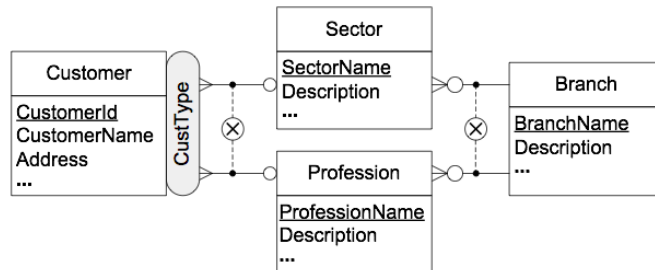 Customer
CustomerId
CustomerName
Address
...
CustType
Sector
SectorName
Description
...
Profession
ProfessionName
Description
...
Branch
BranchName
Description
...